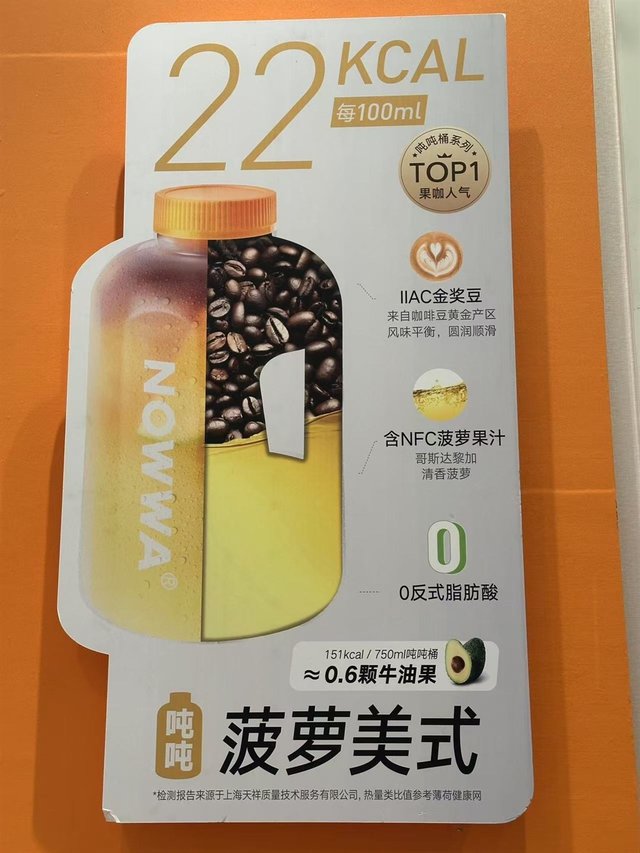 22 KCAL
每100ml
吨吨桶系列
TOP1
果咖人气
IIAC金奖豆
来自咖啡豆黄金产区
风味平衡，圆润顺滑
NOWWA®
含NFC菠萝果汁
哥斯达黎加
清香菠萝
0
0反式脂肪酸
151kcal / 750ml吨吨桶
≈0.6颗牛油果
吨吨
菠萝美式
*检测报告来源于上海天祥质量技术服务有限公司, 热量类比值参考薄荷健康网